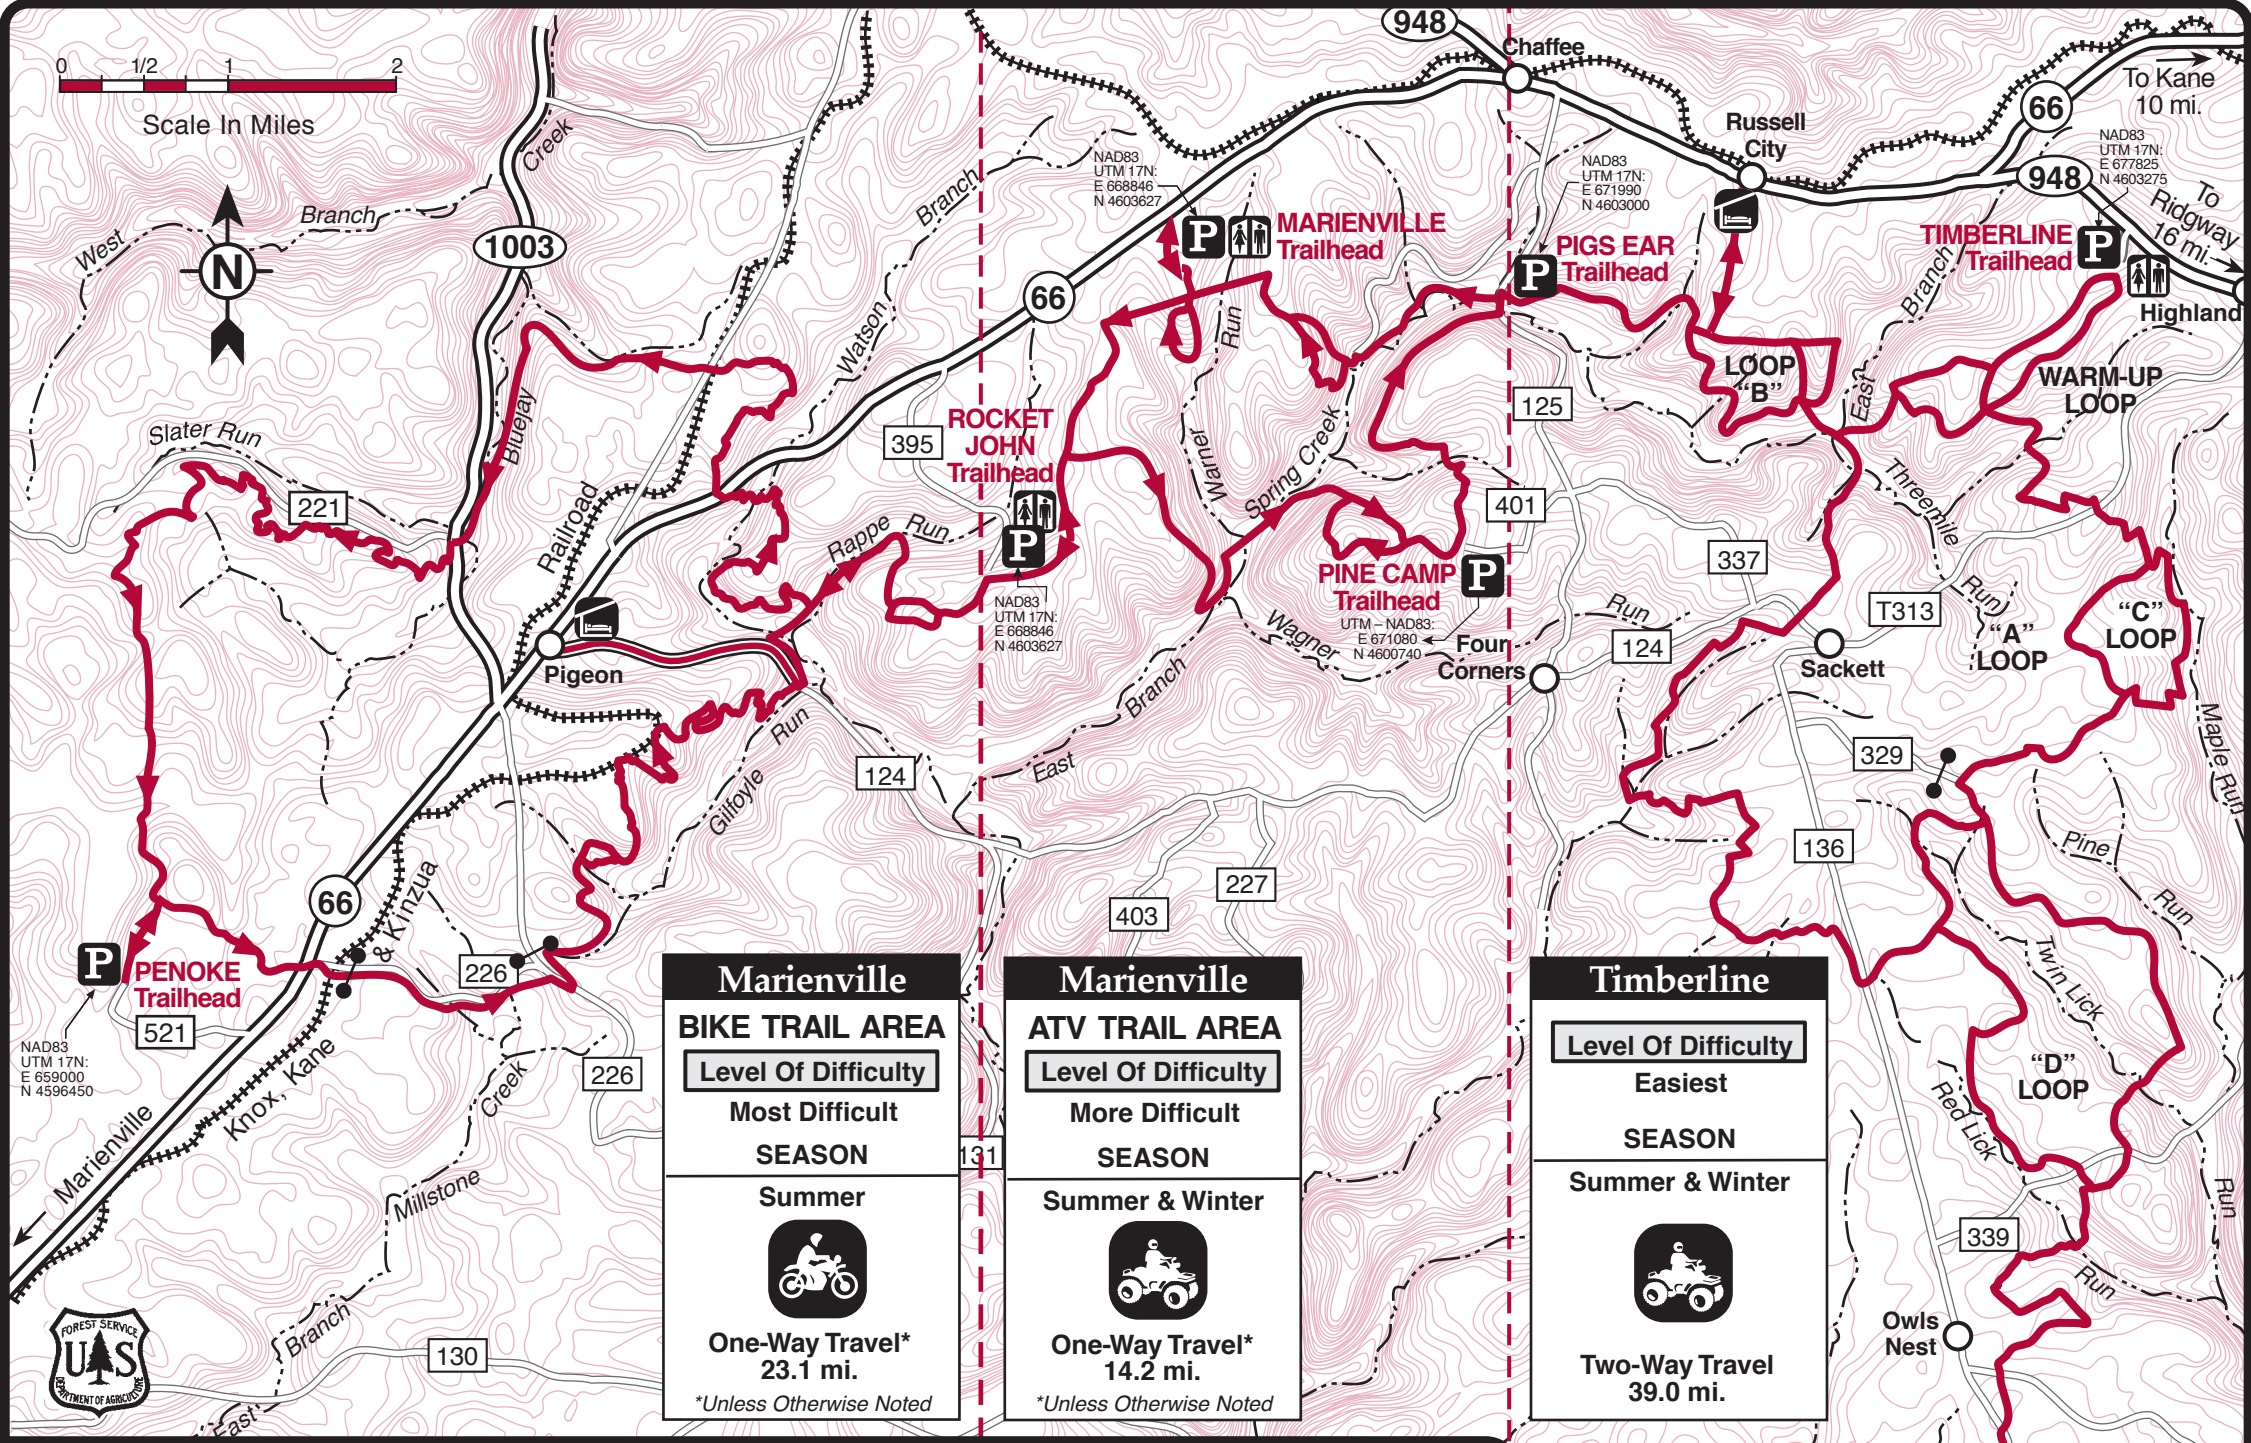 0 1/2 1 2
Scale In Miles
N
West
Branch
Creek
1003
948
Chaffee
Russell
City
66
To Kane
10 mi.
NAD83
UTM 17N:
E 677825
N 4603275
948
To
Ridgway
16 mi.
TIMBERLINE
Trailhead
P
Highland
NAD83
UTM 17N:
E 668846
N 4603627
P
MARIENVILLE
Trailhead
NAD83
UTM 17N:
E 671990
N 4603000
PIGS EAR
Trailhead
P
Branch
Watson
66
Run
Warner
Spring Creek
Branch
East
LOOP
"B"
WARM-UP
LOOP
125
Slater Run
221
Bluejay
Railroad
395
ROCKET
JOHN
Trailhead
P
NAD83
UTM 17N:
E 668846
N 4603627
Rappe Run
401
337
Threemile
Run
T313
"A"
LOOP
"C"
LOOP
PINE CAMP
Trailhead
P
UTM – NAD83:
E 671080
N 4600740
Four
Corners
Wagner
Run
124
Sackett
Pigeon
Run
Gilfoyle
124
East
Branch
329
Maple Run
Pine
Run
136
227
403
66
& Kinzua
226
P
PENOKE
Trailhead
521
NAD83
UTM 17N:
E 659000
N 4596450
Knox, Kane
Marienville
226
Creek
Millstone
Branch
East
130
131
Twin Lick
Red Lick
"D"
LOOP
Run
339
Run
Owls
Nest
FOREST SERVICE
U S
DEPARTMENT OF AGRICULTURE
Marienville
BIKE TRAIL AREA
Level Of Difficulty
Most Difficult
SEASON
Summer
One-Way Travel*
23.1 mi.
*Unless Otherwise Noted
Marienville
ATV TRAIL AREA
Level Of Difficulty
More Difficult
SEASON
Summer & Winter
One-Way Travel*
14.2 mi.
*Unless Otherwise Noted
Timberline
Level Of Difficulty
Easiest
SEASON
Summer & Winter
Two-Way Travel
39.0 mi.